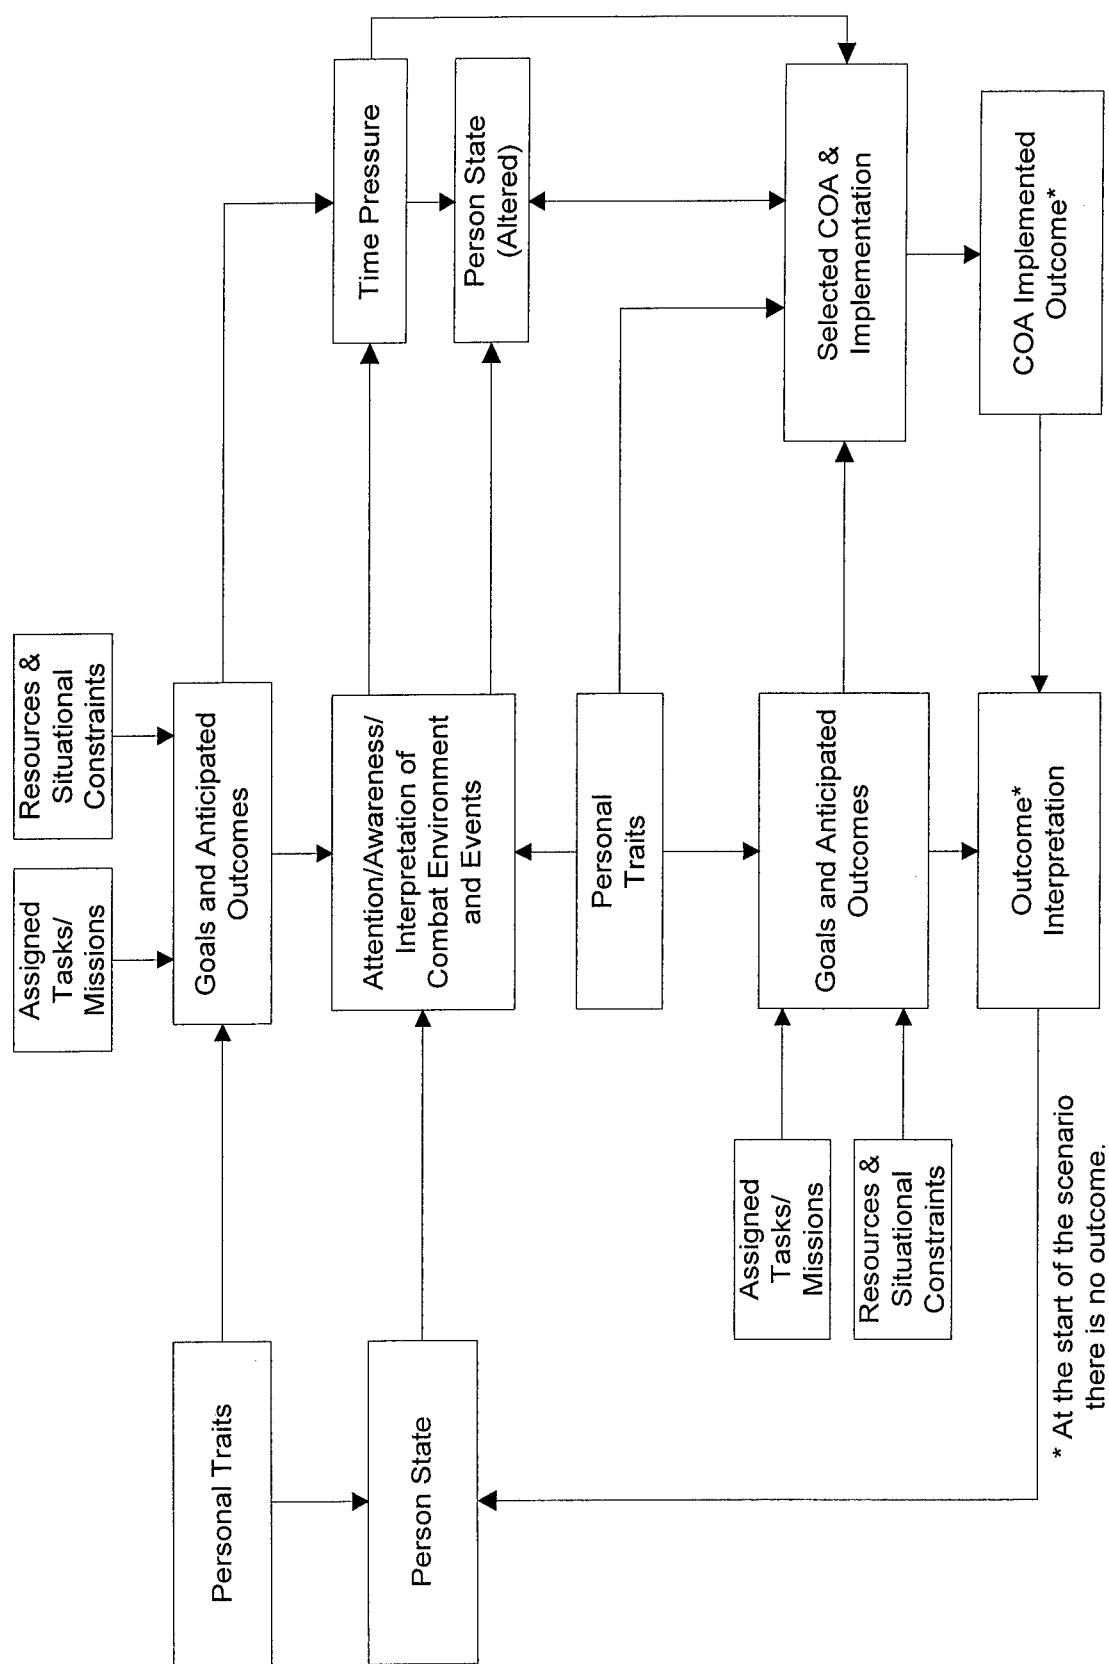 Assigned
Tasks/
Missions
Resources &
Situational
Constraints
Personal Traits
Goals and Anticipated
Outcomes
Time Pressure
Person State
Attention/Awareness/
Interpretation of
Combat Environment
and Events
Person State
(Altered)
Personal
Traits
Assigned
Tasks/
Missions
Resources &
Situational
Constraints
Goals and Anticipated
Outcomes
Selected COA &
Implementation
Outcome*
Interpretation
COA Implemented
Outcome*
* At the start of the scenario
there is no outcome.